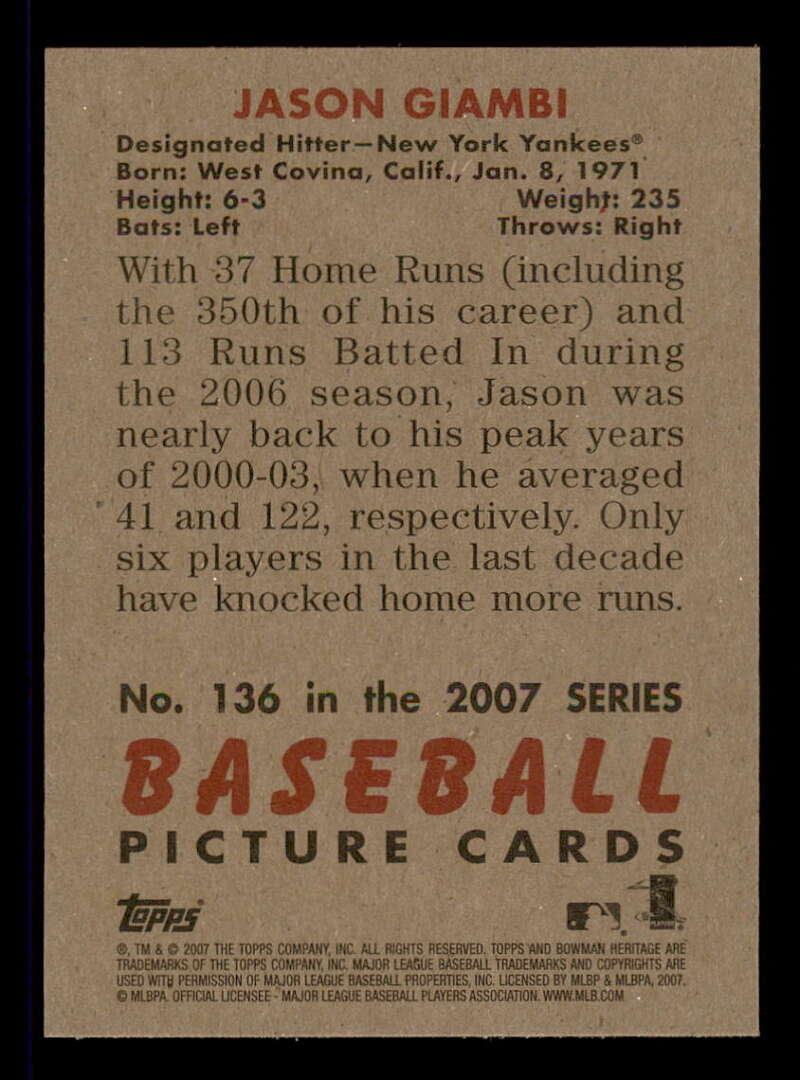 JASON GIAMBI
Designated Hitter—New York Yankees®
Born: West Covina, Calif., Jan. 8, 1971
Height: 6-3 Weight: 235
Bats: Left Throws: Right
With 37 Home Runs (including
the 350th of his career) and
113 Runs Batted In during
the 2006 season, Jason was
nearly back to his peak years
of 2000-03, when he averaged
41 and 122, respectively. Only
six players in the last decade
have knocked home more runs.
No. 136 in the 2007 SERIES
BASEBALL
PICTURE CARDS
Topps
®, TM & © 2007 THE TOPPS COMPANY, INC. ALL RIGHTS RESERVED. TOPPS AND BOWMAN HERITAGE ARE
TRADEMARKS OF THE TOPPS COMPANY, INC. MAJOR LEAGUE BASEBALL TRADEMARKS AND COPYRIGHTS ARE
USED WITH PERMISSION OF MAJOR LEAGUE BASEBALL PROPERTIES, INC. LICENSED BY MLBP & MLBPA, 2007.
© MLBPA. OFFICIAL LICENSEE - MAJOR LEAGUE BASEBALL PLAYERS ASSOCIATION. WWW.MLB.COM